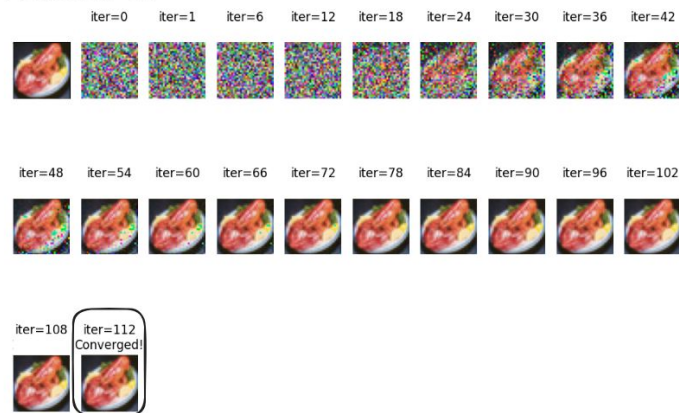 iter=0 iter=1 iter=6 iter=12 iter=18 iter=24 iter=30 iter=36 iter=42
iter=48 iter=54 iter=60 iter=66 iter=72 iter=78 iter=84 iter=90 iter=96 iter=102
iter=108 iter=112
Converged!